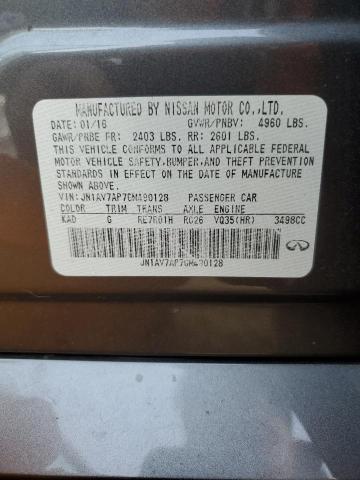 MANUFACTURED BY NISSAN MOTOR CO.,LTD.
DATE: 01/16 GVWR/PNBV: 4960 LBS.
GAWR/PNBE FR: 2403 LBS. RR: 2601 LBS.
THIS VEHICLE CONFORMS TO ALL APPLICABLE FEDERAL
MOTOR VEHICLE SAFETY,BUMPER,AND THEFT PREVENTION
STANDARDS IN EFFECT ON THE DATE OF MANUFACTURE
SHOWN ABOVE.
VIN: JN1AV7AP7GM490128 PASSENGER CAR
COLOR TRIM TRANS AXLE ENGINE
KAD G RE7R01H RC26 VQ35(HR) 3498CC
JN1AV7AP7GM490128